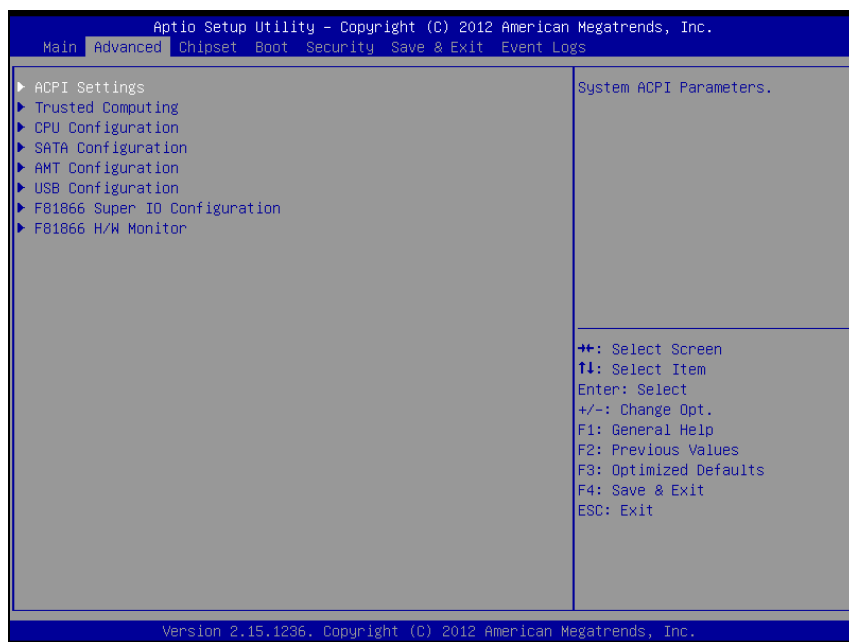 Aptio Setup Utility – Copyright (C) 2012 American Megatrends, Inc.
Main Advanced Chipset Boot Security Save & Exit Event Logs
▶ ACPI Settings
▶ Trusted Computing
▶ CPU Configuration
▶ SATA Configuration
▶ AMT Configuration
▶ USB Configuration
▶ F81866 Super IO Configuration
▶ F81866 H/W Monitor
System ACPI Parameters.
→←: Select Screen
↑↓: Select Item
Enter: Select
+/-: Change Opt.
F1: General Help
F2: Previous Values
F3: Optimized Defaults
F4: Save & Exit
ESC: Exit
Version 2.15.1236. Copyright (C) 2012 American Megatrends, Inc.